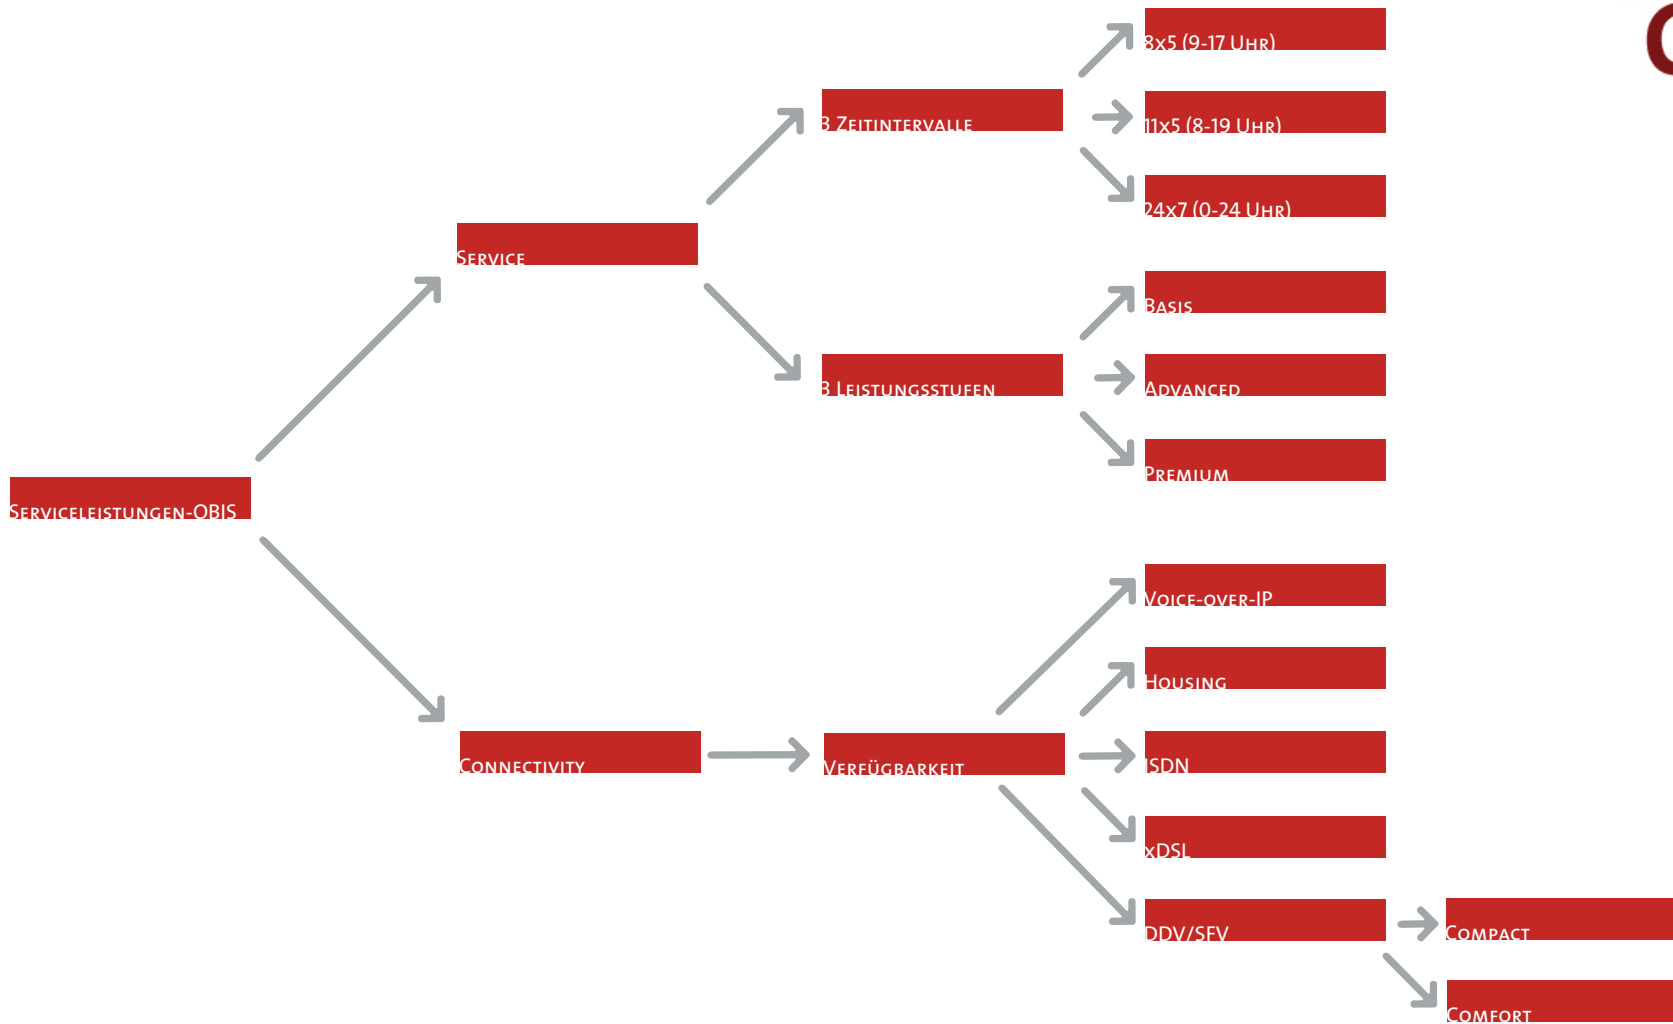 8x5 (9-17 Uhr)
3 Zeitintervalle
11x5 (8-19 Uhr)
24x7 (0-24 Uhr)
Service
Basis
3 Leistungsstufen
Advanced
Premium
Serviceleistungen-OBIS
Voice-over-IP
Housing
Connectivity
Verfügbarkeit
ISDN
xDSL
DDV/SFV
Compact
Comfort